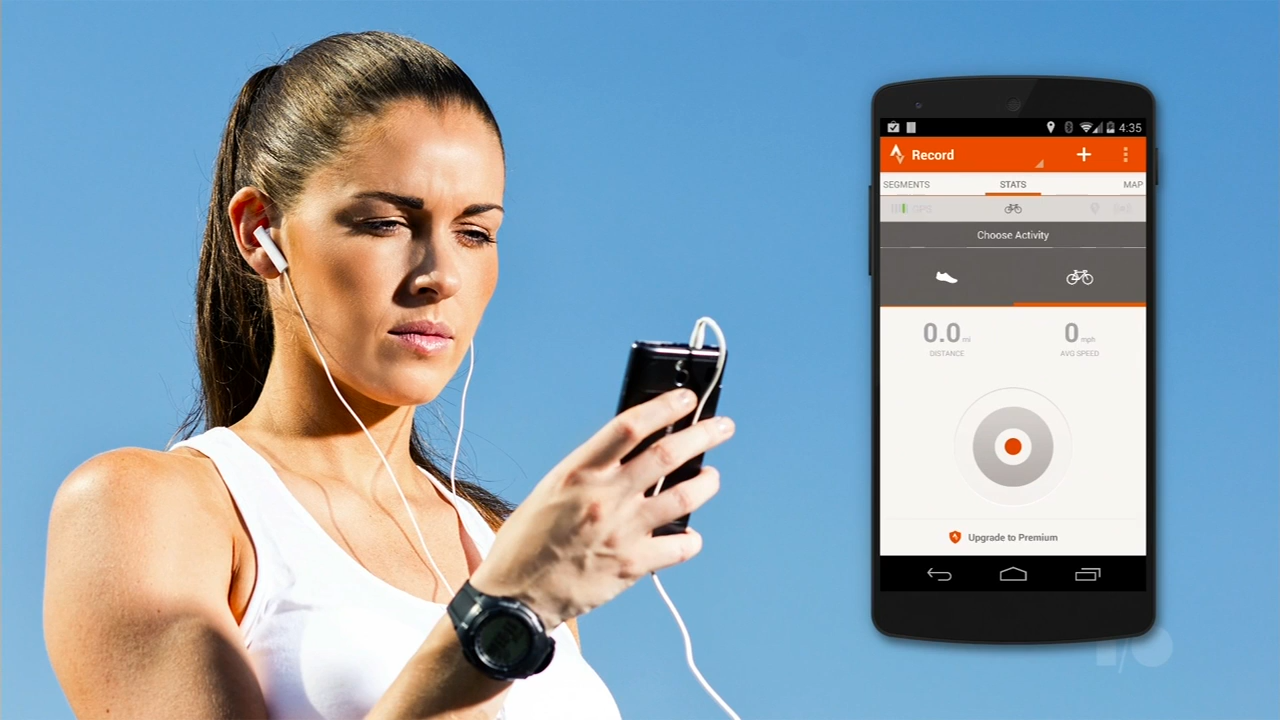 4:35
Record
SEGMENTS STATS MAP
GPS
Choose Activity
0.0 mi 0 mph
DISTANCE AVG SPEED
Upgrade to Premium
I/O